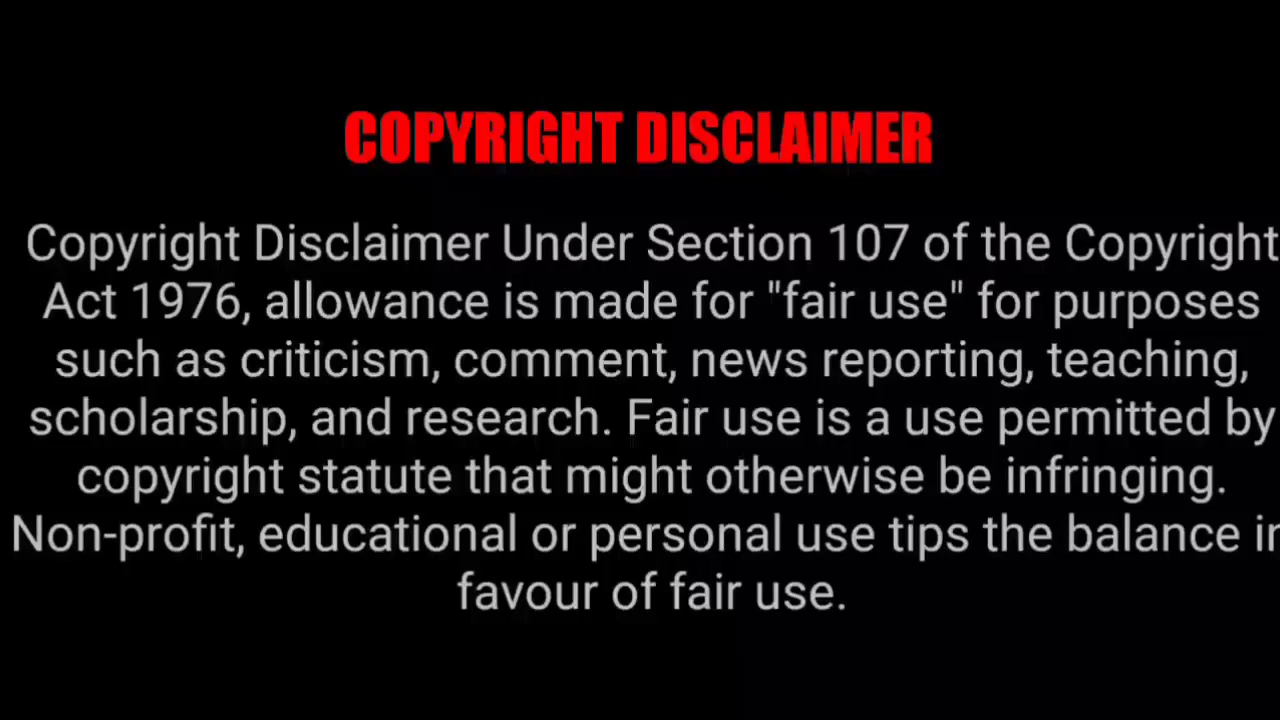 COPYRIGHT DISCLAIMER
Copyright Disclaimer Under Section 107 of the Copyright
Act 1976, allowance is made for "fair use" for purposes
such as criticism, comment, news reporting, teaching,
scholarship, and research. Fair use is a use permitted by
copyright statute that might otherwise be infringing.
Non-profit, educational or personal use tips the balance in
favour of fair use.